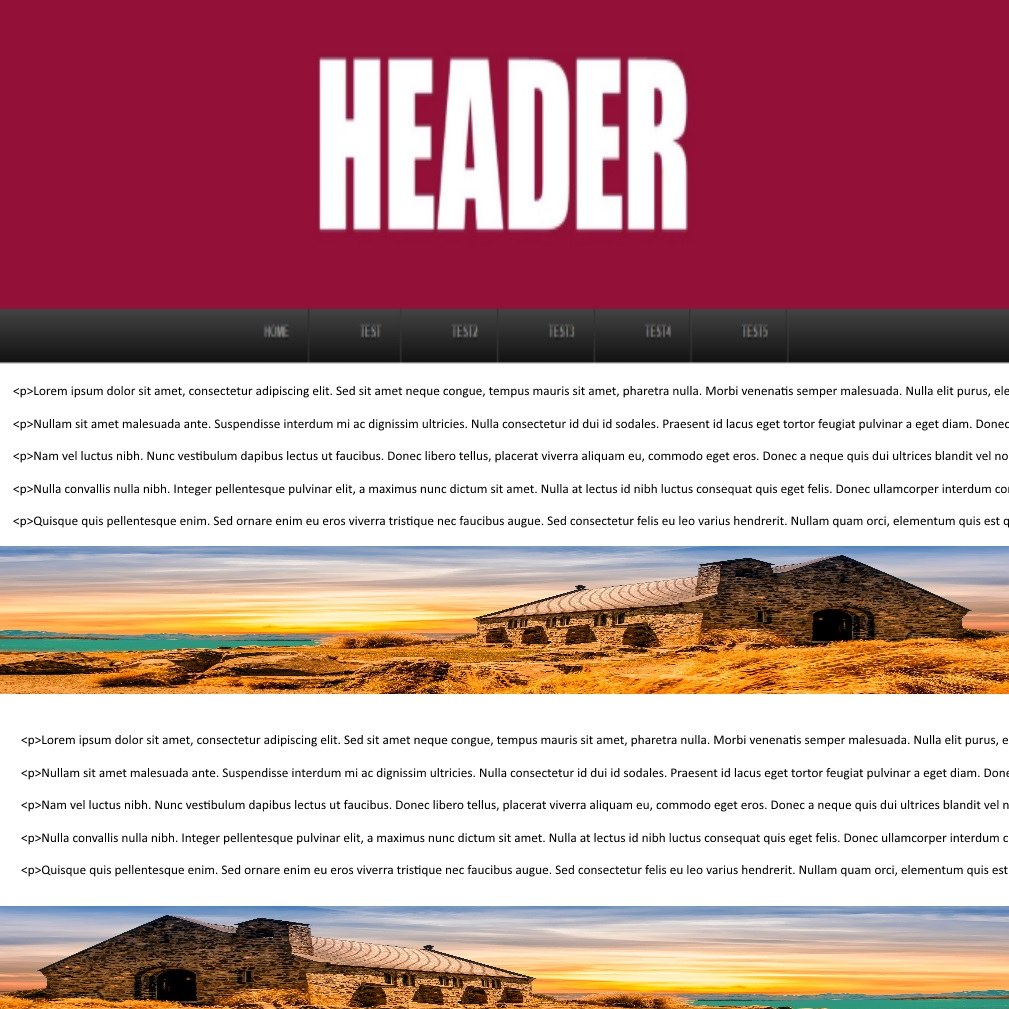 HEADER
HOME TEST TEST2 TEST3 TEST4 TEST5
<p>Lorem ipsum dolor sit amet, consectetur adipiscing elit. Sed sit amet neque congue, tempus mauris sit amet, pharetra nulla. Morbi venenatis semper malesuada. Nulla elit purus, ele
<p>Nullam sit amet malesuada ante. Suspendisse interdum mi ac dignissim ultricies. Nulla consectetur id dui id sodales. Praesent id lacus eget tortor feugiat pulvinar a eget diam. Donec
<p>Nam vel luctus nibh. Nunc vestibulum dapibus lectus ut faucibus. Donec libero tellus, placerat viverra aliquam eu, commodo eget eros. Donec a neque quis dui ultrices blandit vel no
<p>Nulla convallis nulla nibh. Integer pellentesque pulvinar elit, a maximus nunc dictum sit amet. Nulla at lectus id nibh luctus consequat quis eget felis. Donec ullamcorper interdum co
<p>Quisque quis pellentesque enim. Sed ornare enim eu eros viverra tristique nec faucibus augue. Sed consectetur felis eu leo varius hendrerit. Nullam quam orci, elementum quis est q
<p>Lorem ipsum dolor sit amet, consectetur adipiscing elit. Sed sit amet neque congue, tempus mauris sit amet, pharetra nulla. Morbi venenatis semper malesuada. Nulla elit purus, e
<p>Nullam sit amet malesuada ante. Suspendisse interdum mi ac dignissim ultricies. Nulla consectetur id dui id sodales. Praesent id lacus eget tortor feugiat pulvinar a eget diam. Done
<p>Nam vel luctus nibh. Nunc vestibulum dapibus lectus ut faucibus. Donec libero tellus, placerat viverra aliquam eu, commodo eget eros. Donec a neque quis dui ultrices blandit vel n
<p>Nulla convallis nulla nibh. Integer pellentesque pulvinar elit, a maximus nunc dictum sit amet. Nulla at lectus id nibh luctus consequat quis eget felis. Donec ullamcorper interdum c
<p>Quisque quis pellentesque enim. Sed ornare enim eu eros viverra tristique nec faucibus augue. Sed consectetur felis eu leo varius hendrerit. Nullam quam orci, elementum quis est